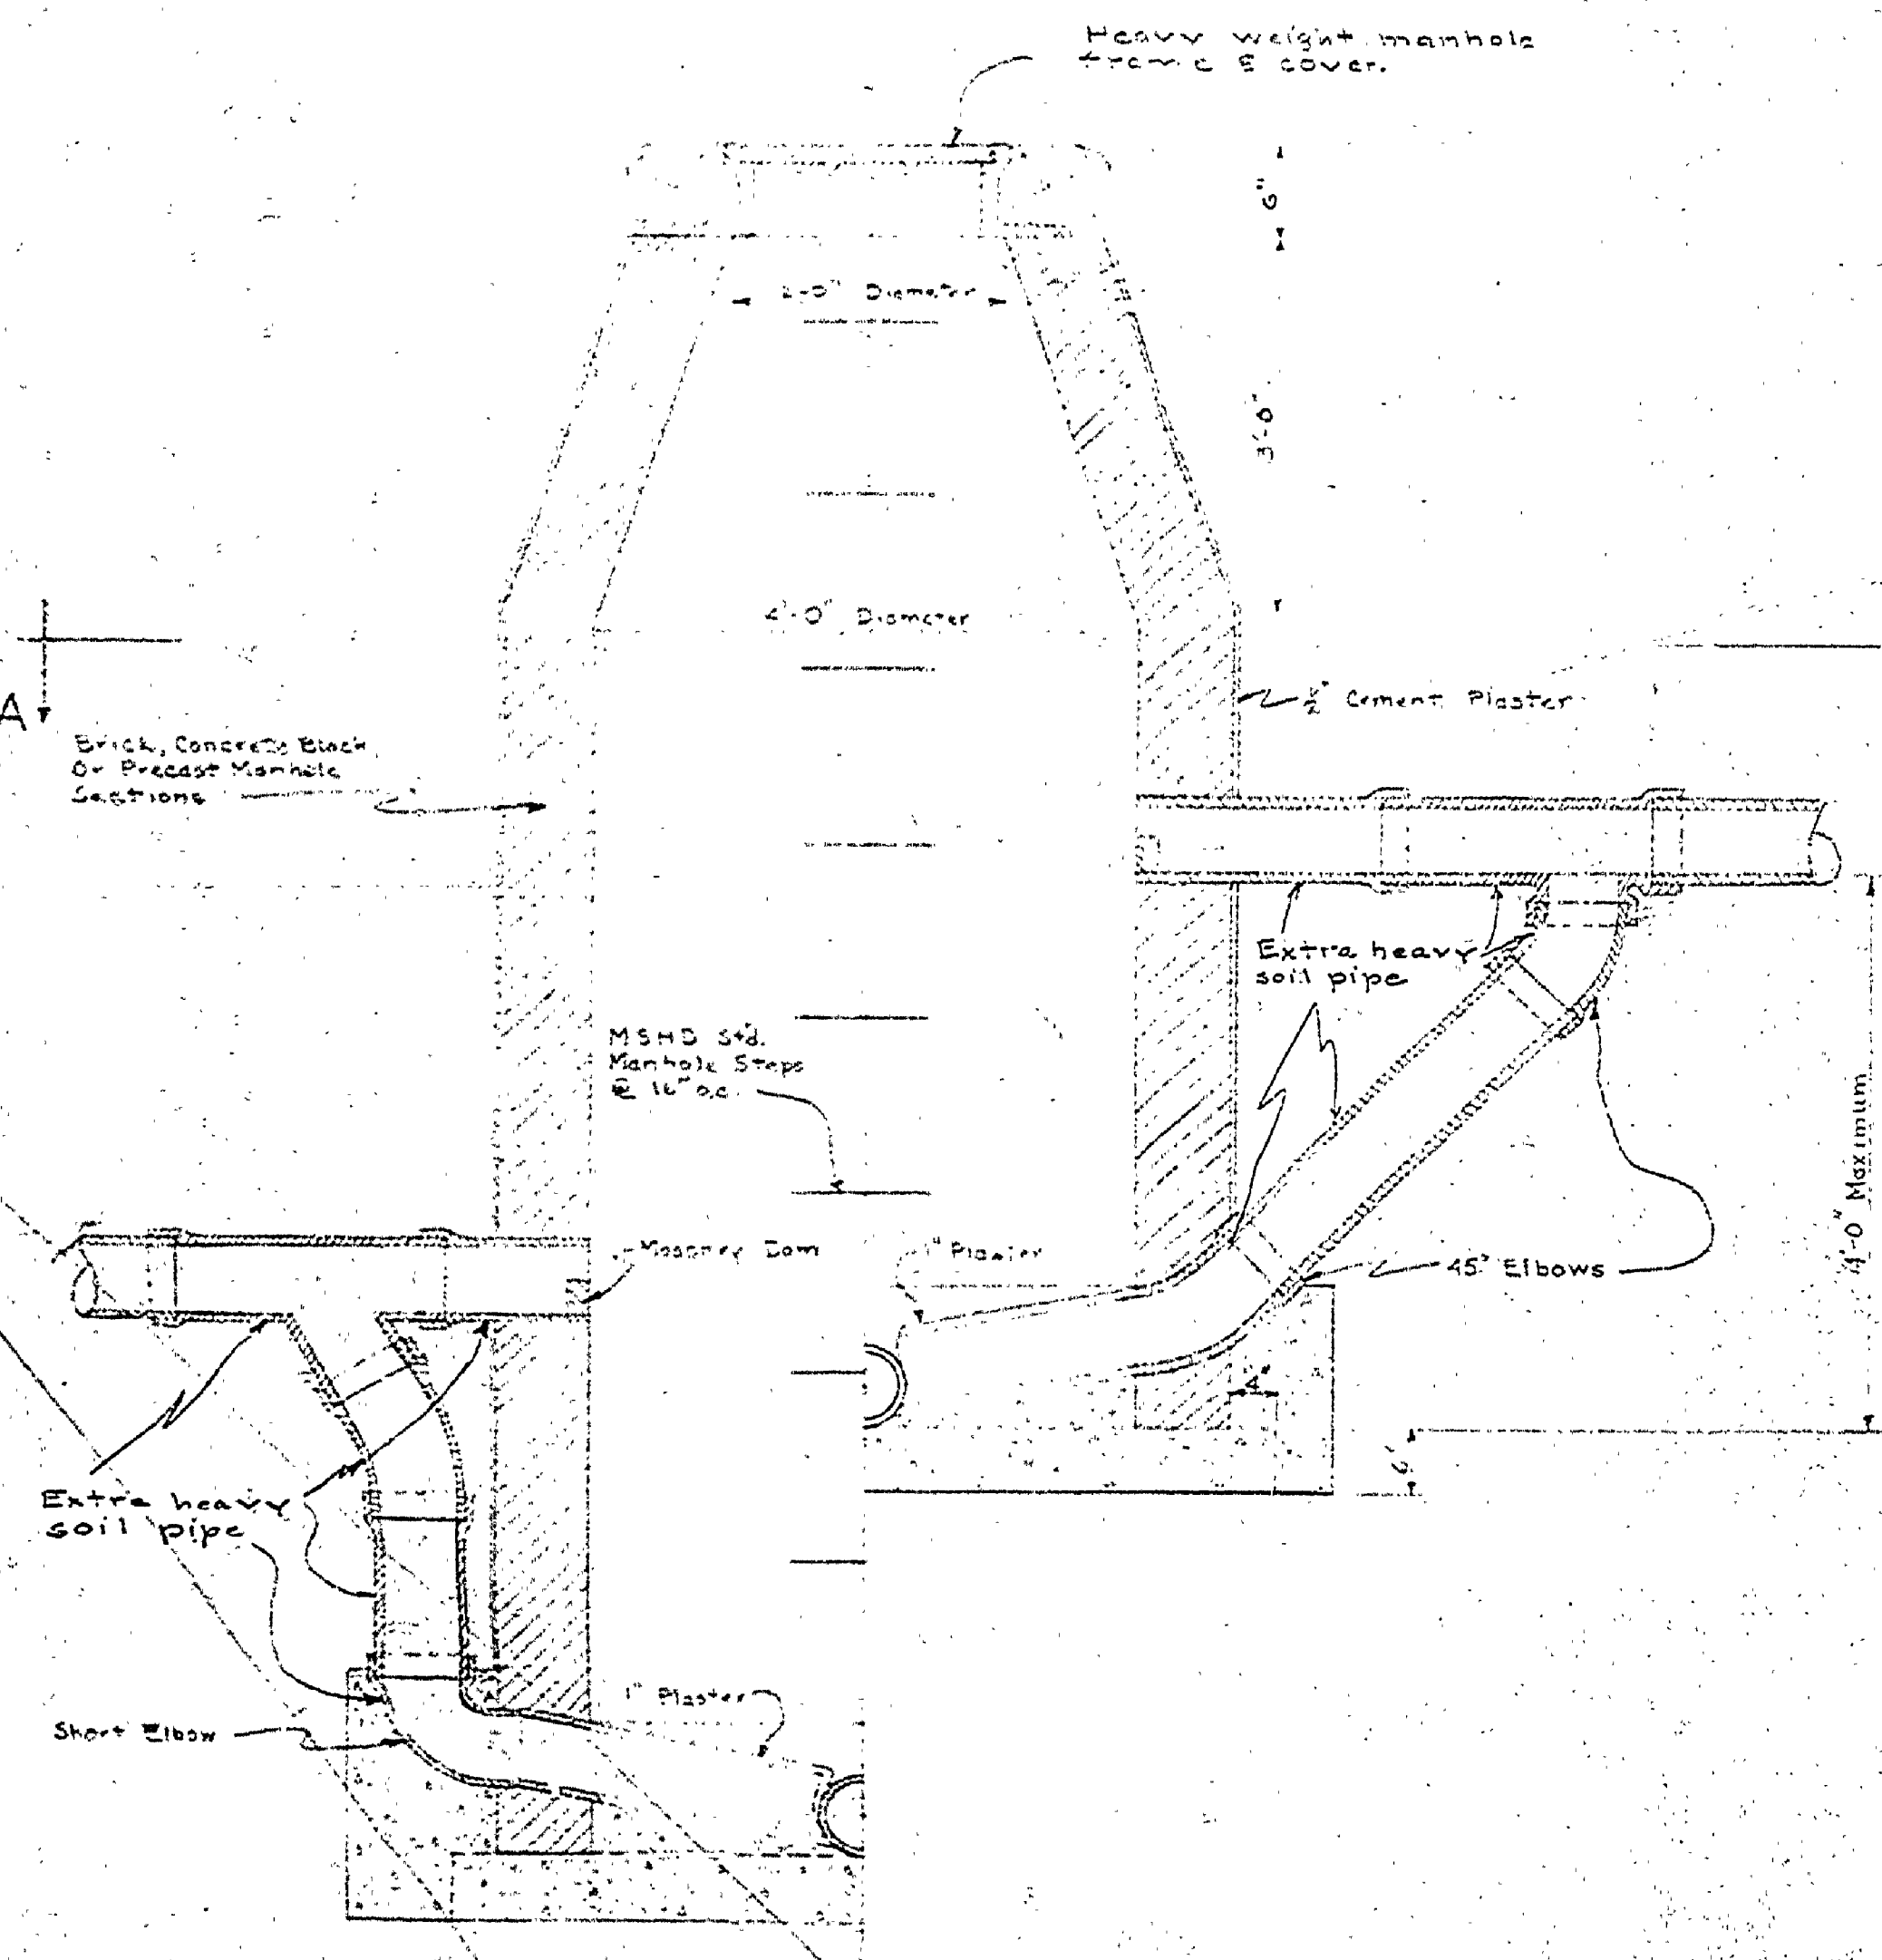 Heavy weight manhole
frame & cover.
6"
2'-0" Diameter
3'-0"
4'-0" Diameter
A
½" Cement Plaster
Brick, Concrete Block
Or Precast Manhole
Sections
Extra heavy
soil pipe
MSHD Std.
Manhole Steps
@ 16" o.c.
4'-0" Maximum
Masonry Dam
1" Plaster
45° Elbows
4"
6"
Extra heavy
soil pipe
1" Plaster
Short Elbow